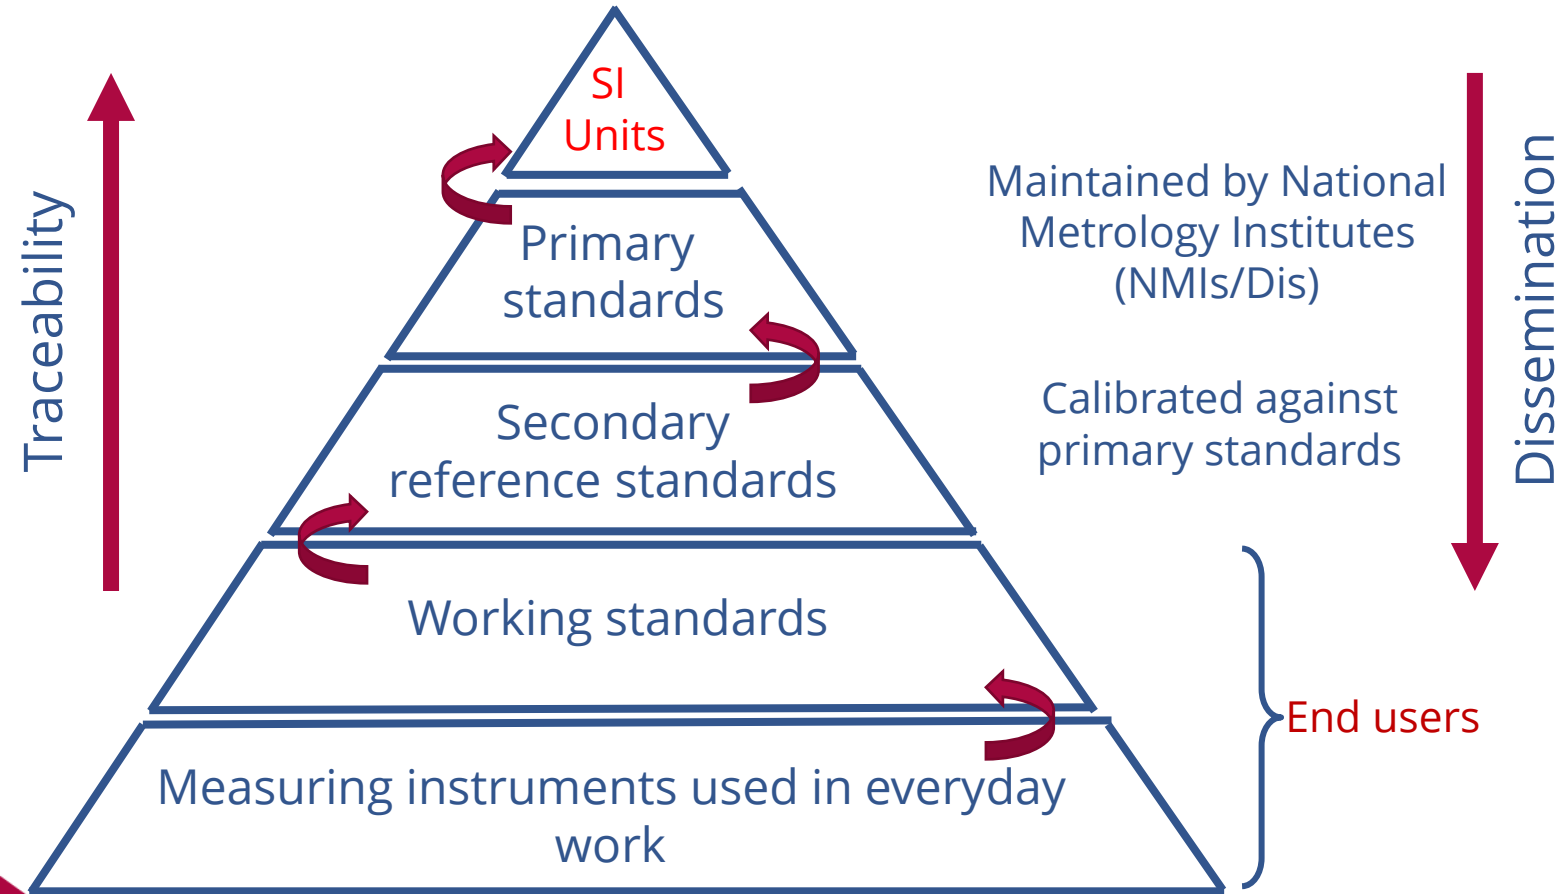 SI
Units
Traceability
Primary
standards
Maintained by National
Metrology Institutes
(NMIs/Dis)
Dissemination
Secondary
reference standards
Calibrated against
primary standards
Working standards
End users
Measuring instruments used in everyday
work